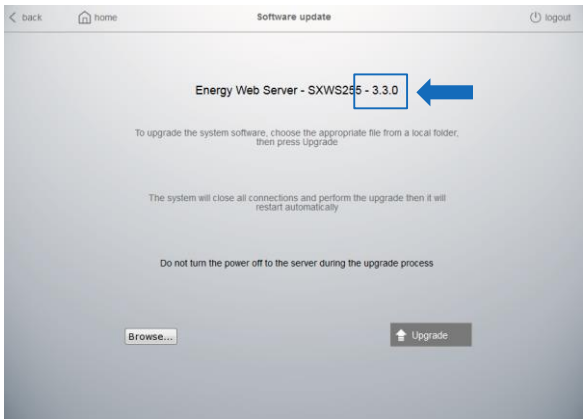 back home Software update logout
Energy Web Server - SXWS255 - 3.3.0
To upgrade the system software, choose the appropriate file from a local folder,
then press Upgrade
The system will close all connections and perform the upgrade then it will
restart automatically
Do not turn the power off to the server during the upgrade process
Browse... Upgrade